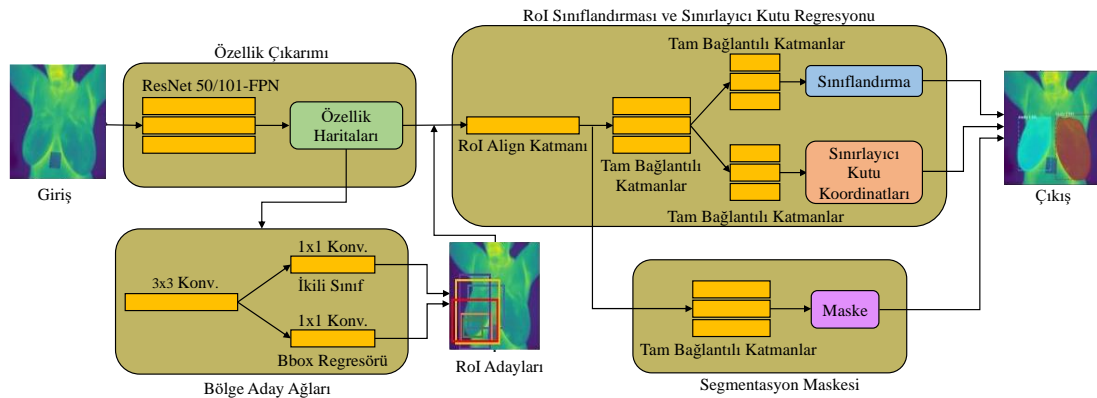 RoI Sınıflandırması ve Sınırlayıcı Kutu Regresyonu
Özellik Çıkarımı
ResNet 50/101-FPN
Özellik
Haritaları
Giriş
RoI Align Katmanı
Tam Bağlantılı
Katmanlar
Tam Bağlantılı Katmanlar
Sınıflandırma
Sınırlayıcı
Kutu
Koordinatları
Tam Bağlantılı Katmanlar
Çıkış
3x3 Konv.
1x1 Konv.
İkili Sınıf
1x1 Konv.
Bbox Regresörü
Bölge Aday Ağları
RoI Adayları
Maske
Tam Bağlantılı Katmanlar
Segmentasyon Maskesi